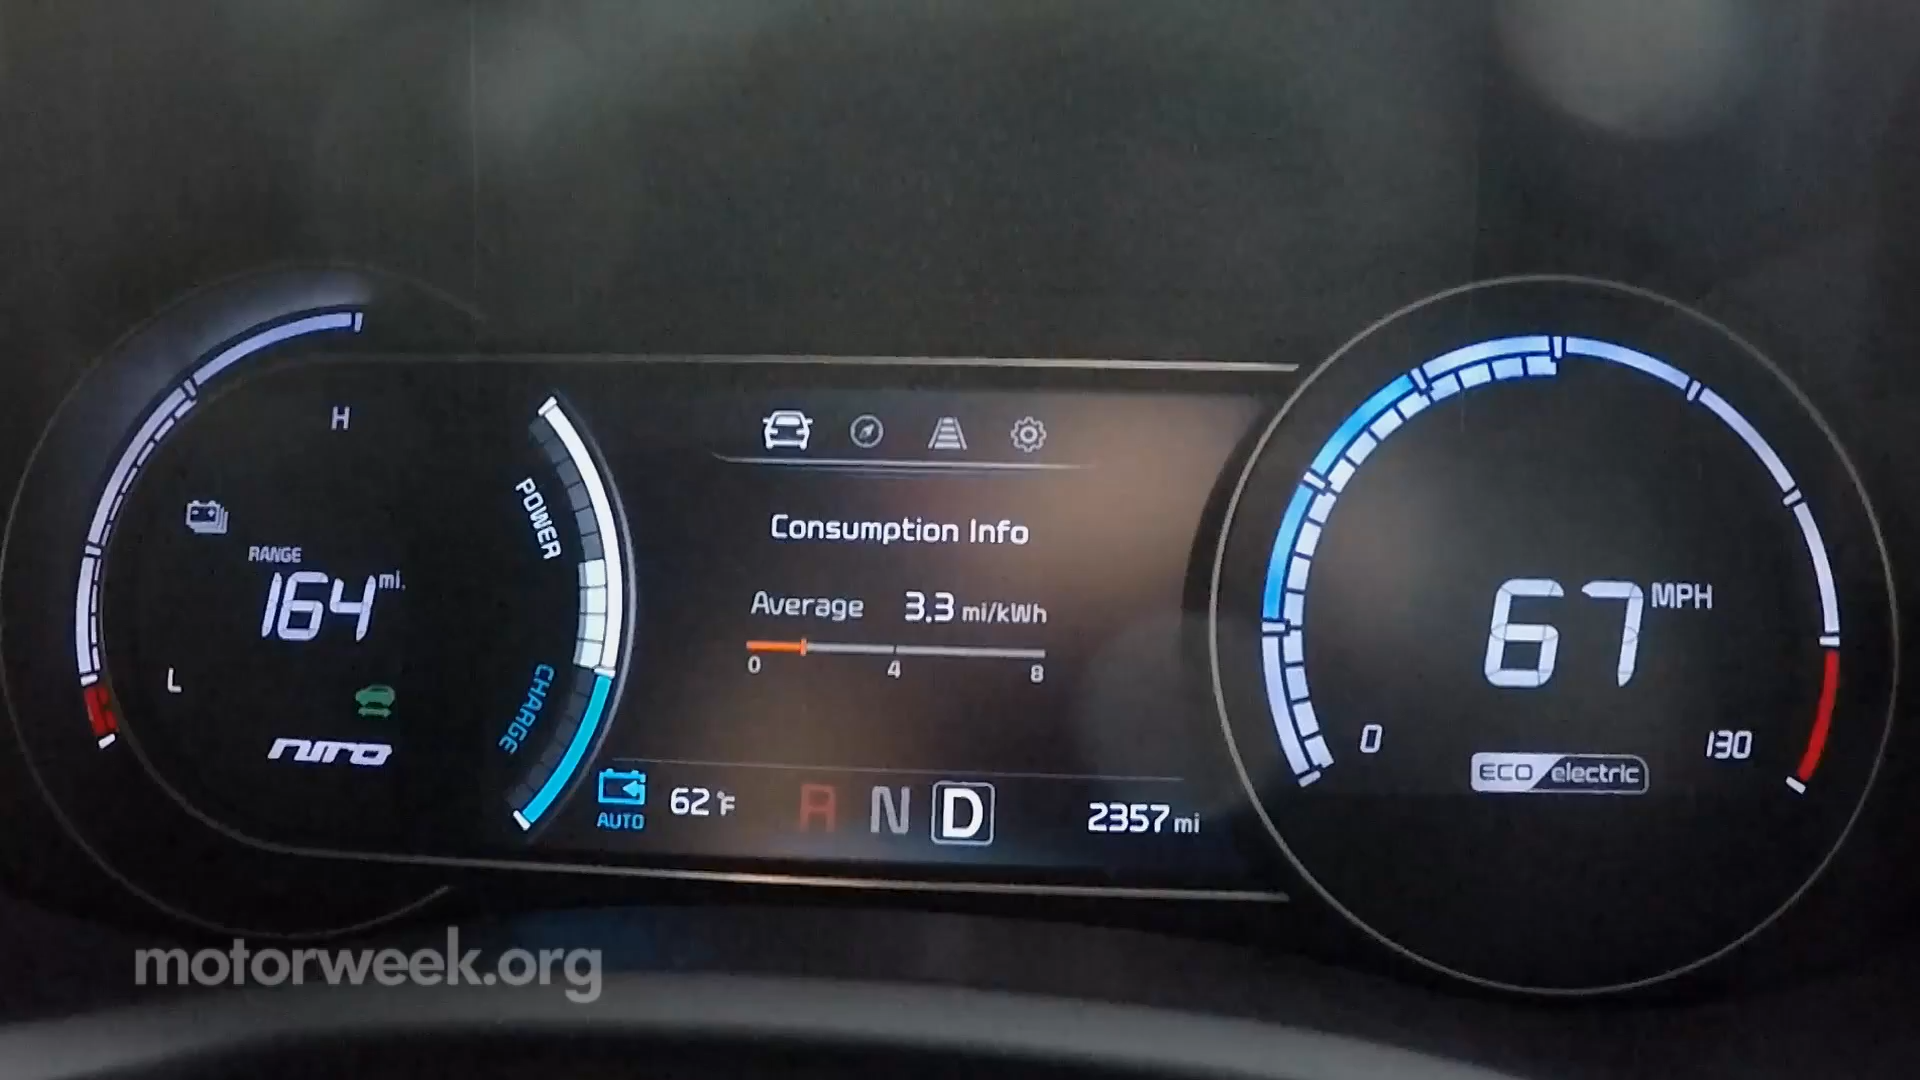 H
RANGE
164 mi.
L
NIRO
POWER
CHARGE
Consumption Info
Average 3.3 mi/kWh
0 4 8
AUTO 62°F R N D 2357 mi
67 MPH
0 130
ECO electric
motorweek.org